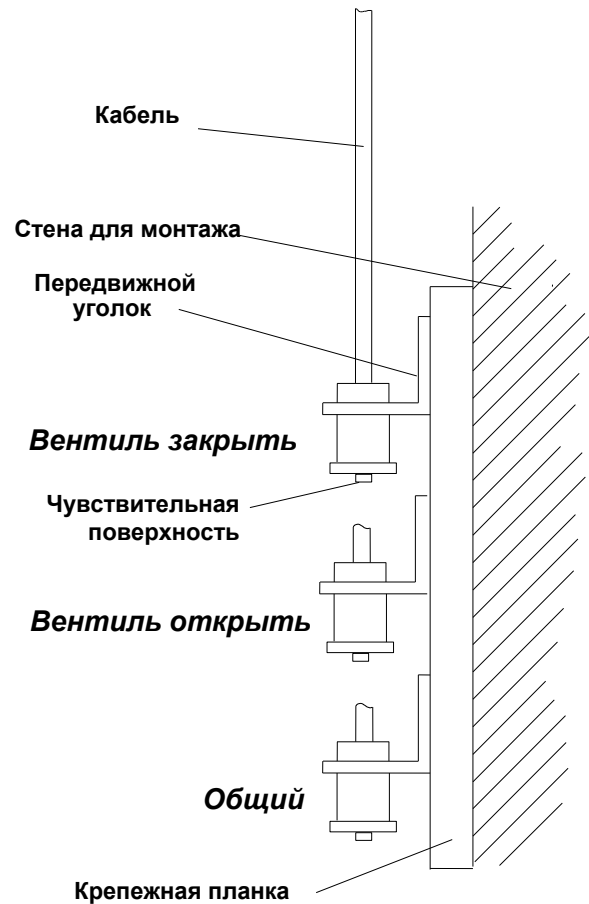 Кабель
Стена для монтажа
Передвижной
уголок
Вентиль закрыть
Чувствительная
поверхность
Вентиль открыть
Общий
Крепежная планка